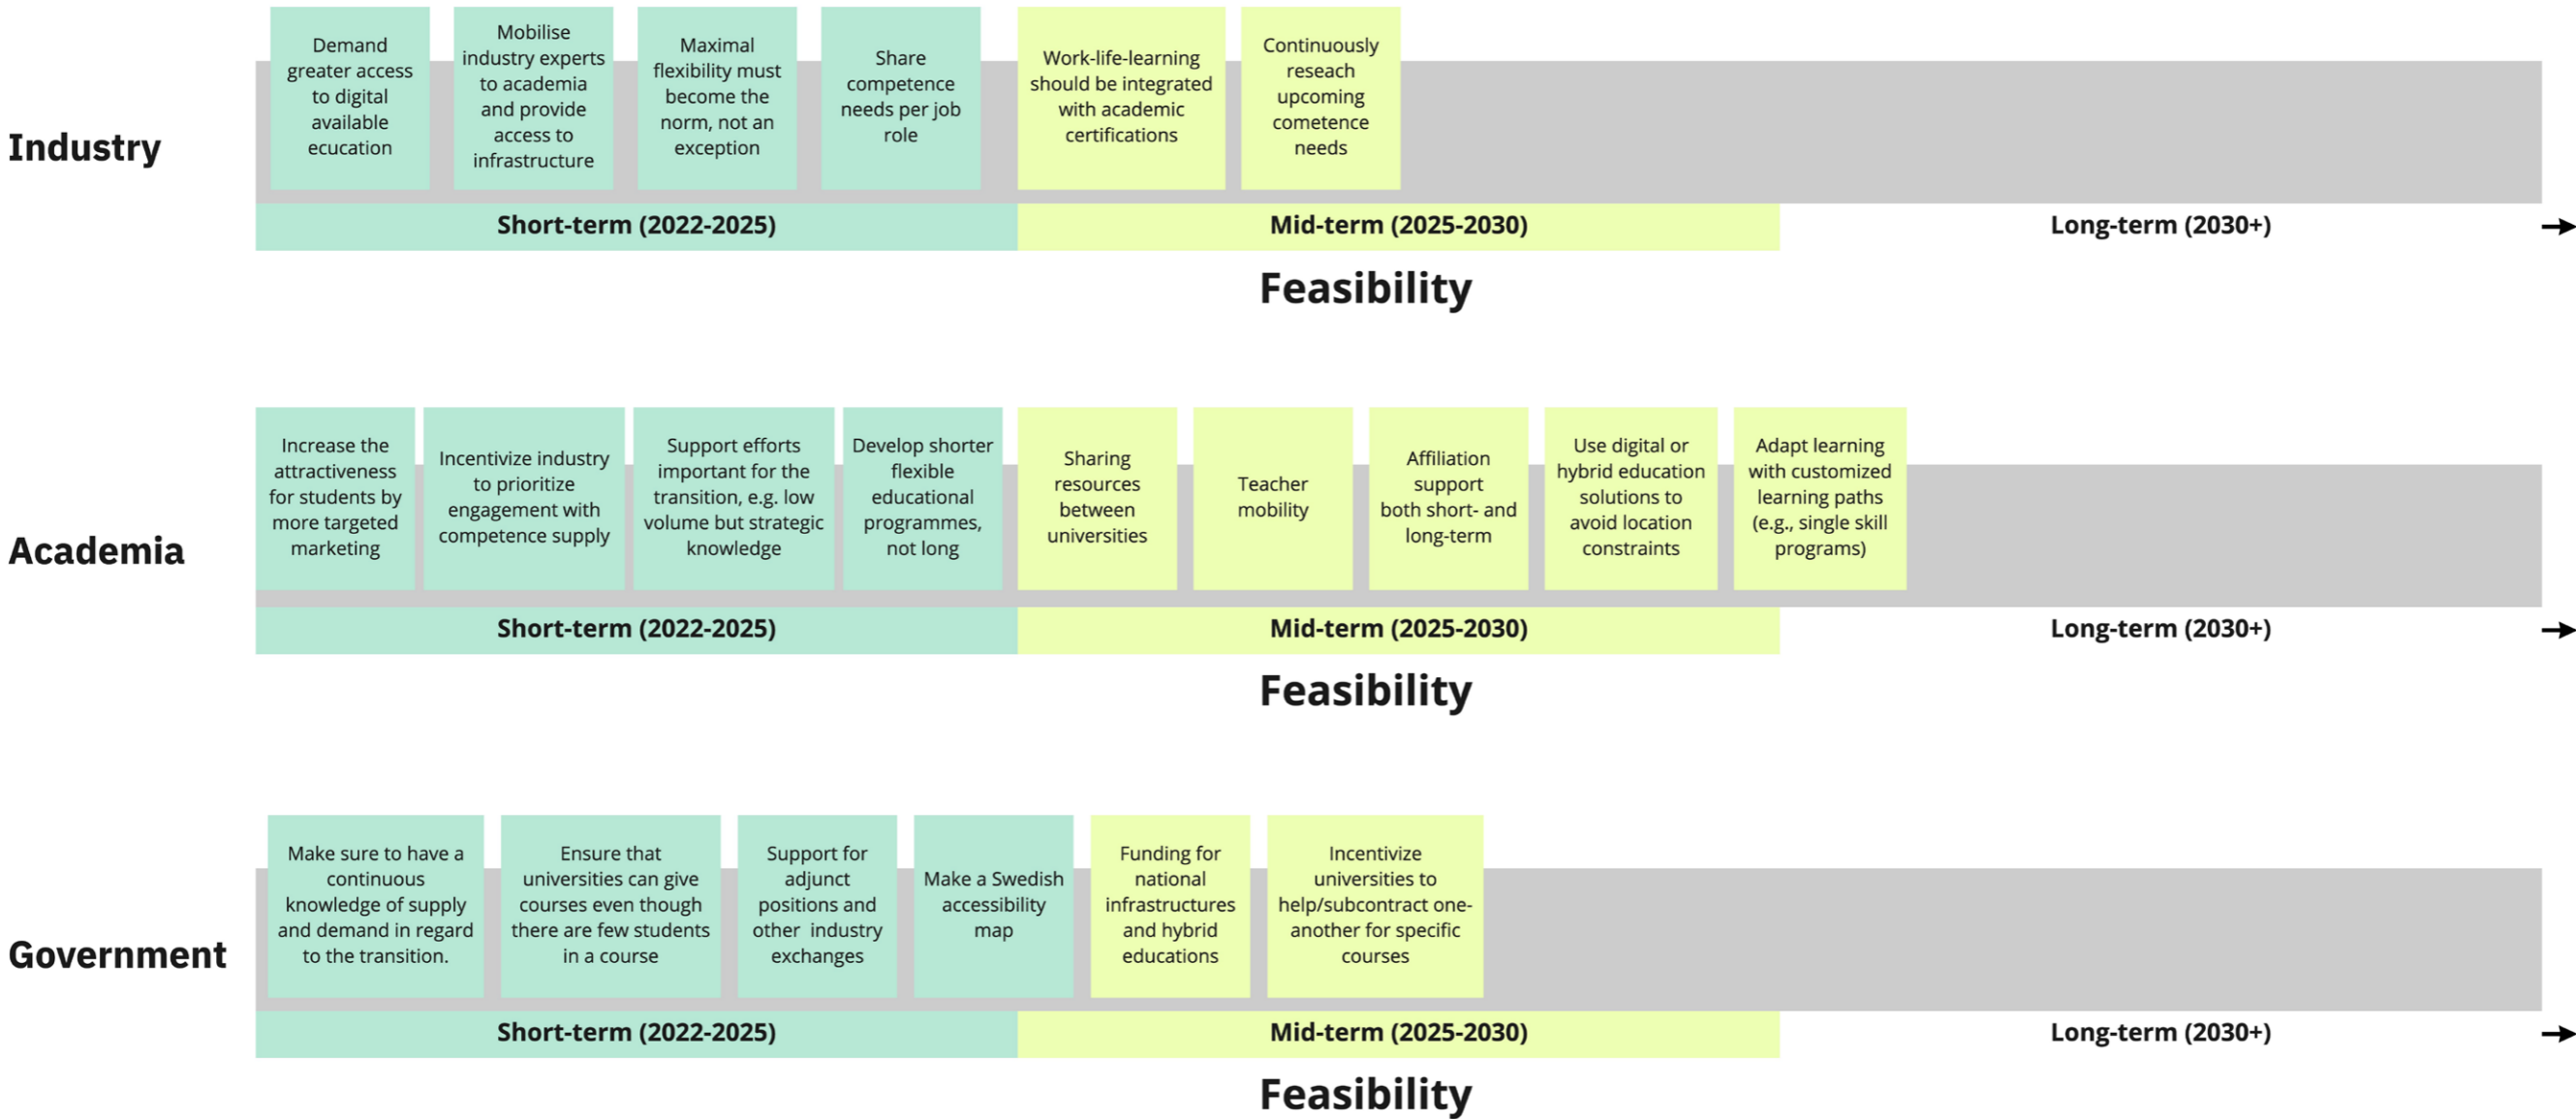 Industry
Demand
greater access
to digital
available
ecucation
Mobilise
industry experts
to academia
and provide
access to
infrastructure
Maximal
flexibility must
become the
norm, not an
exception
Share
competence
needs per job
role
Work-life-learning
should be integrated
with academic
certifications
Continuously
reseach
upcoming
cometence
needs
Short-term (2022-2025)
Mid-term (2025-2030)
Long-term (2030+)
Feasibility
Academia
Increase the
attractiveness
for students by
more targeted
marketing
Incentivize industry
to prioritize
engagement with
competence supply
Support efforts
important for the
transition, e.g. low
volume but strategic
knowledge
Develop shorter
flexible
educational
programmes,
not long
Sharing
resources
between
universities
Teacher
mobility
Affiliation
support
both short- and
long-term
Use digital or
hybrid education
solutions to
avoid location
constraints
Adapt learning
with customized
learning paths
(e.g., single skill
programs)
Short-term (2022-2025)
Mid-term (2025-2030)
Long-term (2030+)
Feasibility
Government
Make sure to have a
continuous
knowledge of supply
and demand in regard
to the transition.
Ensure that
universities can give
courses even though
there are few students
in a course
Support for
adjunct
positions and
other industry
exchanges
Make a Swedish
accessibility
map
Funding for
national
infrastructures
and hybrid
educations
Incentivize
universities to
help/subcontract one-
another for specific
courses
Short-term (2022-2025)
Mid-term (2025-2030)
Long-term (2030+)
Feasibility